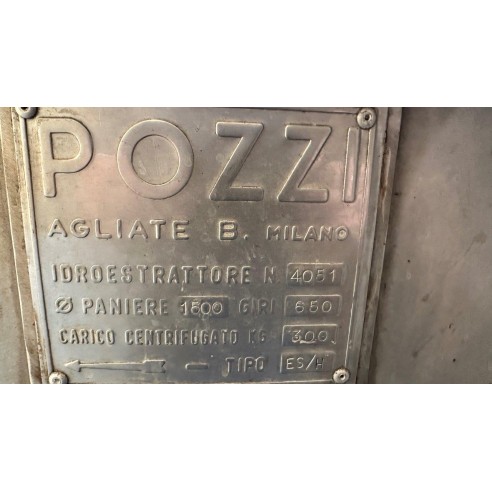 POZZI
AGLIATE B. MILANO
IDROESTRATTORE N. 4051
Ø PANIERE 1500 GIRI 650
CARICO CENTRIFUGATO KG. 300
— TIPO ES/H